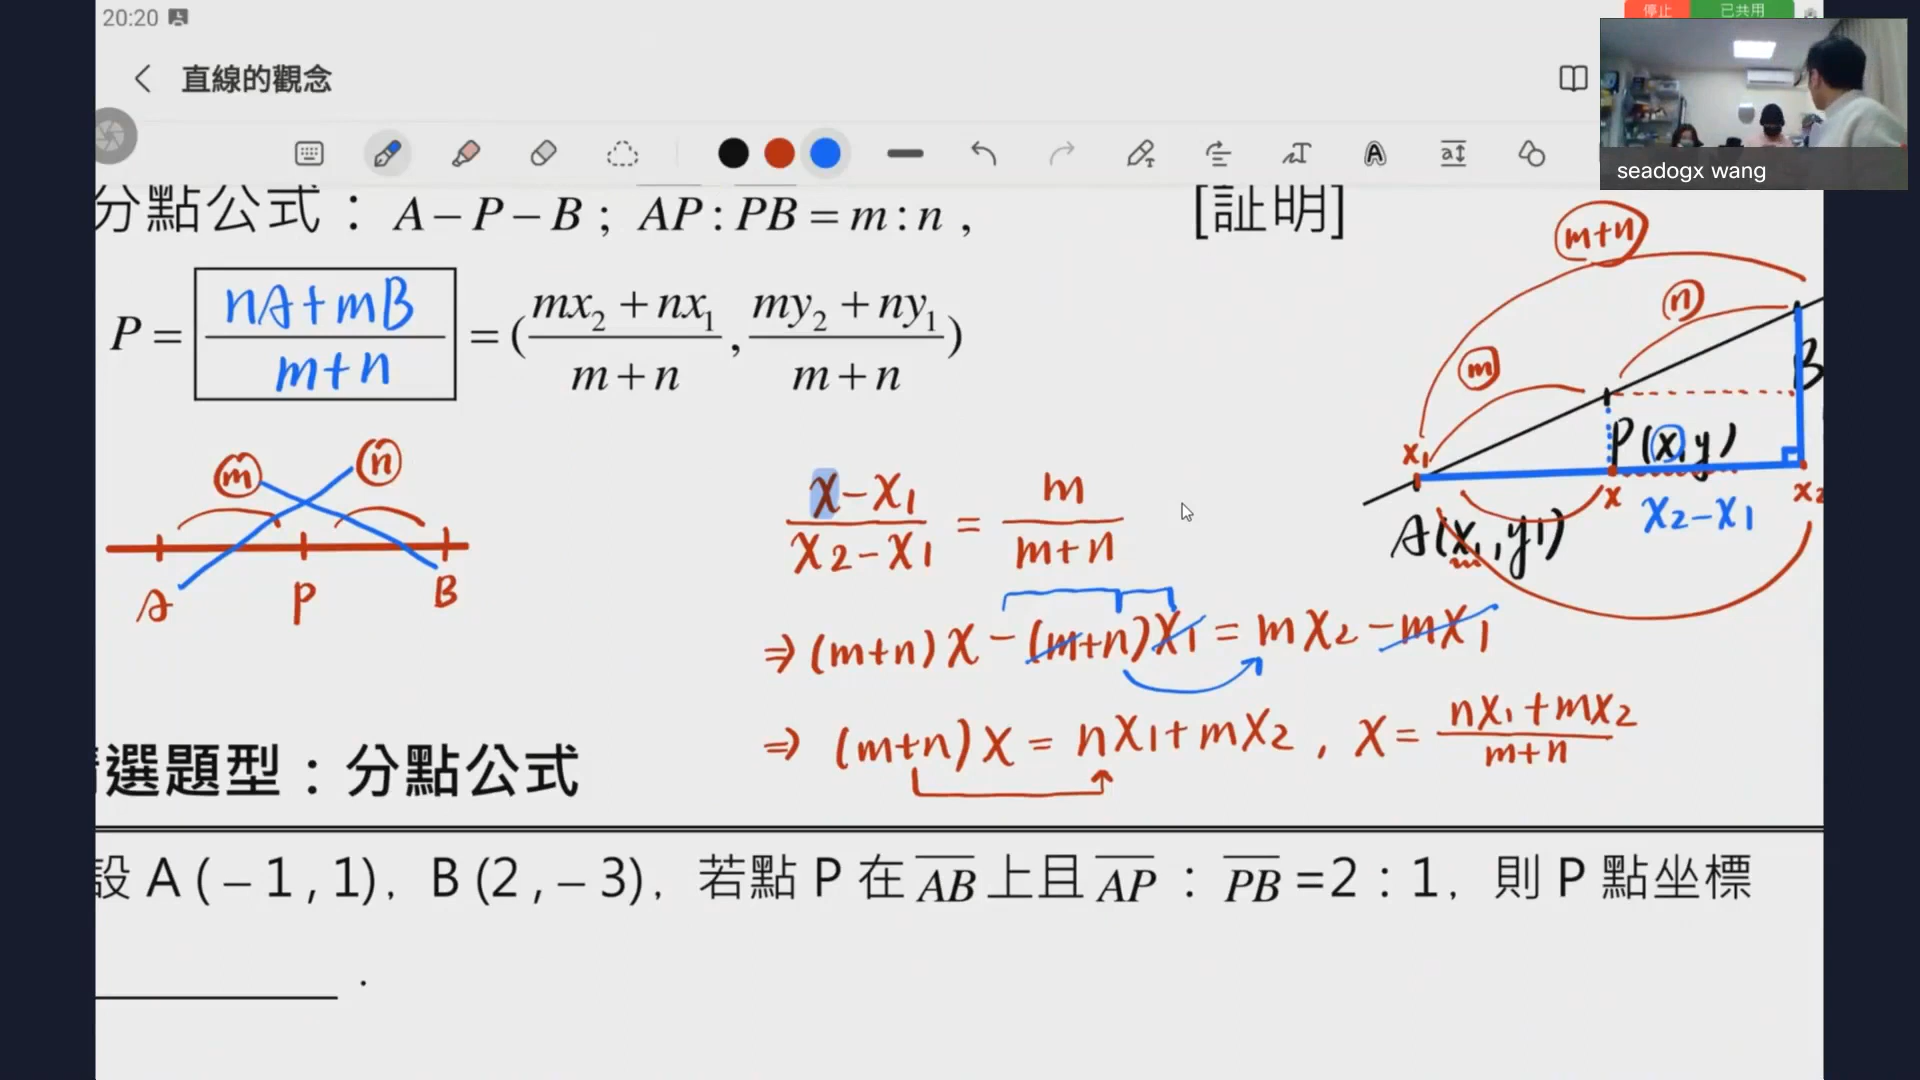 20:20
停止 已共用
直線的觀念
seadogx wang
分點公式：A－P－B；AP : PB = m : n ,
[証明]
P = (nA+mB)/(m+n) = ((mx₂ + nx₁)/(m + n) , (my₂ + ny₁)/(m + n))
m n
A P B
m+n
n
m
B
P(x,y)
x₁ x x₂
x₂-x₁
A(x₁,y₁)
(x-x₁)/(x₂-x₁) = m/(m+n)
⇒ (m+n)x - (m+n)x₁ = mx₂ - mx₁
⇒ (m+n)x = nx₁+mx₂ , x = (nx₁+mx₂)/(m+n)
選題型：分點公式
設 A ( – 1 , 1) , B (2 , – 3) , 若點 P 在 AB 上且 AP : PB = 2 : 1 , 則 P 點坐標
.